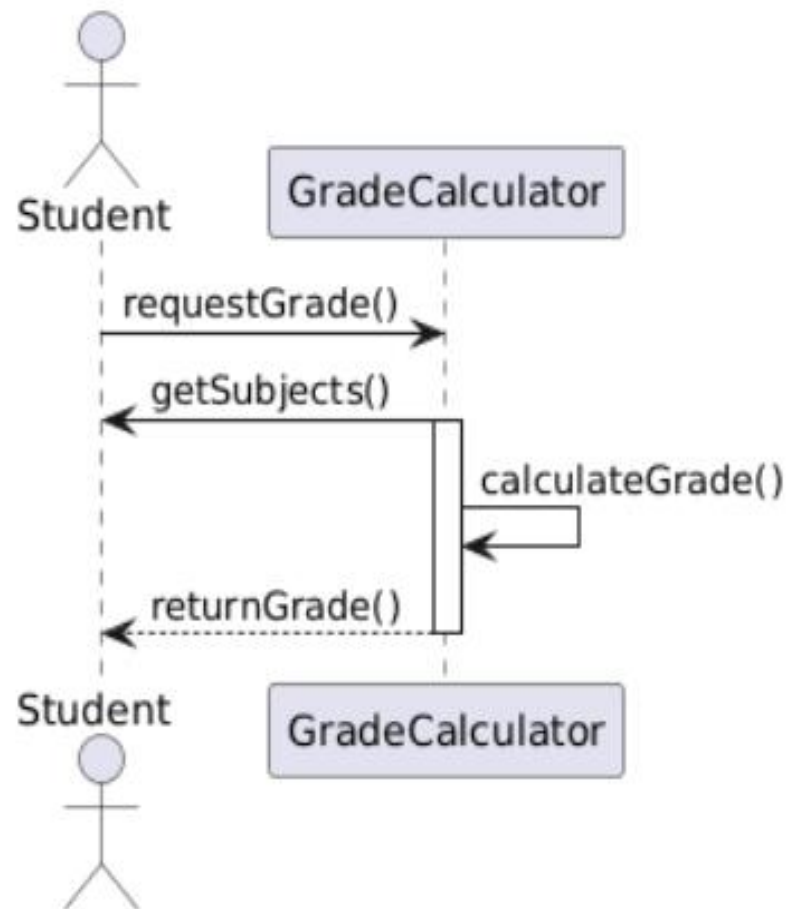 Student
GradeCalculator
requestGrade()
getSubjects()
calculateGrade()
returnGrade()
Student
GradeCalculator